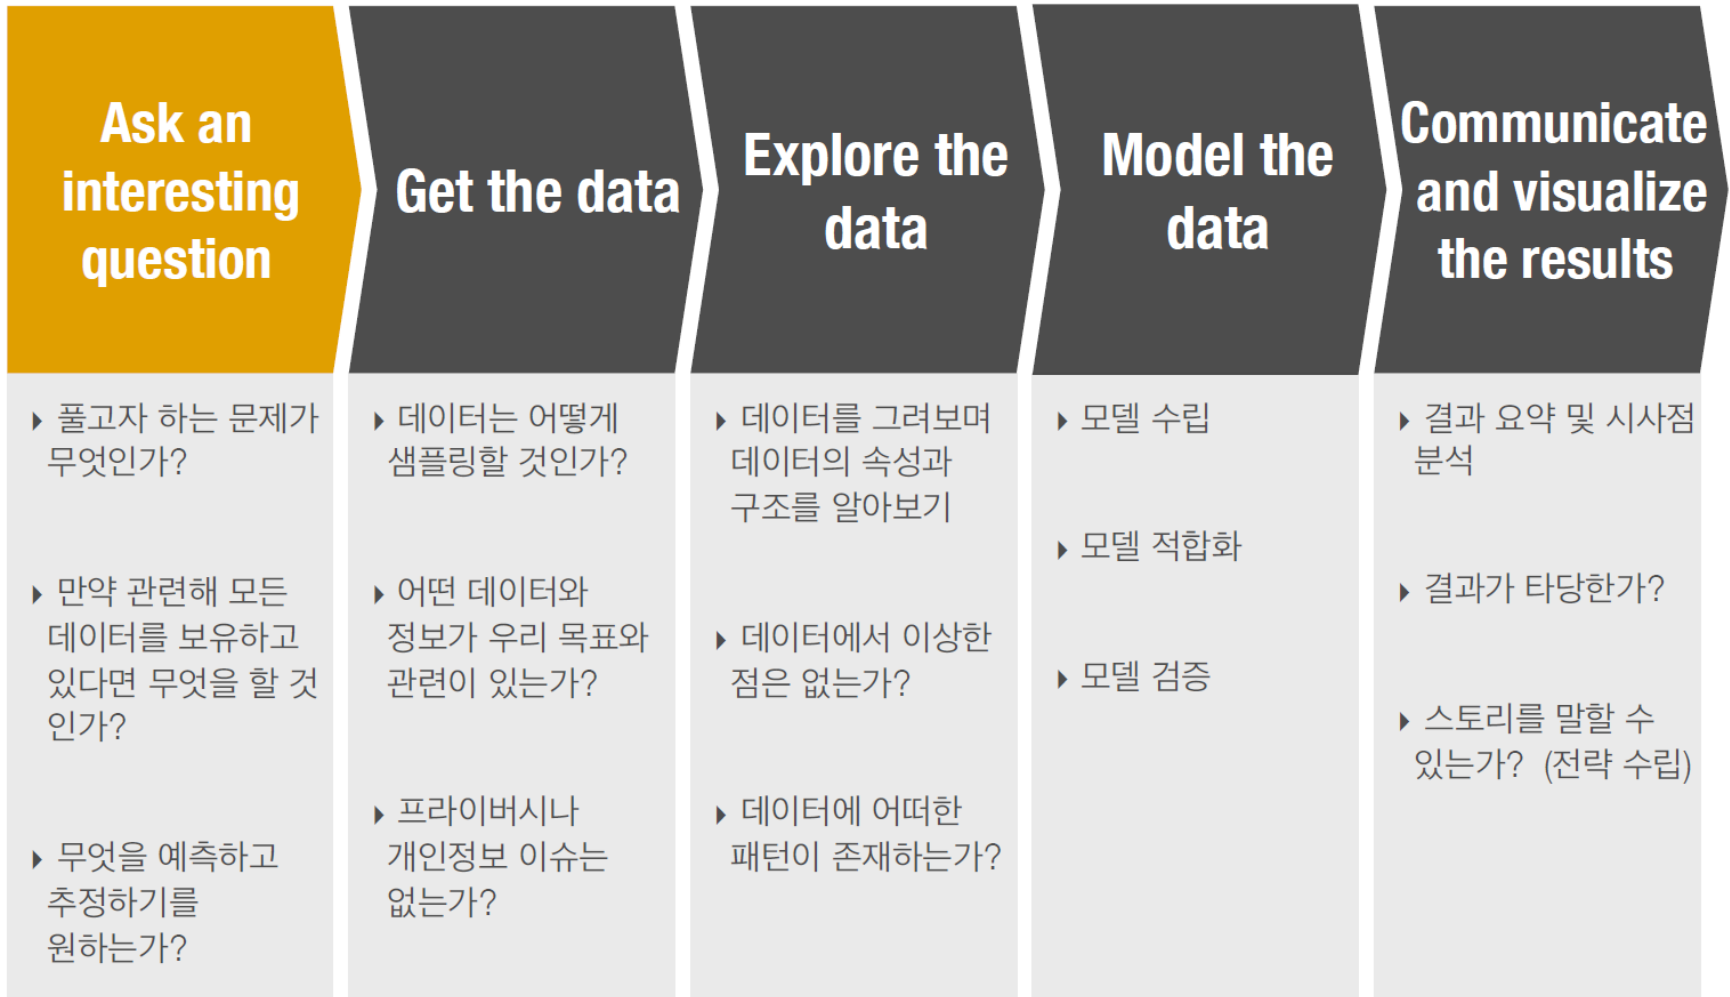 Ask an
interesting
question
Get the data
Explore the
data
Model the
data
Communicate
and visualize
the results
풀고자 하는 문제가
무엇인가?
만약 관련해 모든
데이터를 보유하고
있다면 무엇을 할 것
인가?
무엇을 예측하고
추정하기를
원하는가?
데이터는 어떻게
샘플링할 것인가?
어떤 데이터와
정보가 우리 목표와
관련이 있는가?
프라이버시나
개인정보 이슈는
없는가?
데이터를 그려보며
데이터의 속성과
구조를 알아보기
데이터에서 이상한
점은 없는가?
데이터에 어떠한
패턴이 존재하는가?
모델 수립
모델 적합화
모델 검증
결과 요약 및 시사점
분석
결과가 타당한가?
스토리를 말할 수
있는가? (전략 수립)